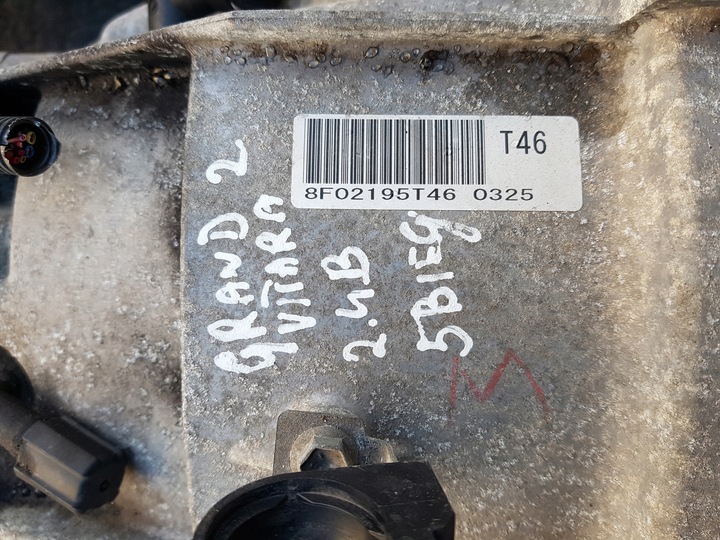 T46
8F02195T46 0325
GRAND 2
VITARA
2.4B
5BIEG.
M